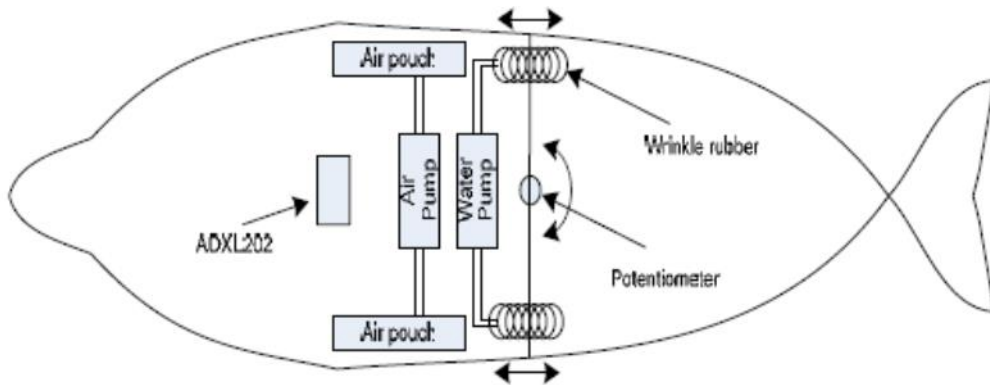 Air pouch
Wrinkle rubber
Air
Pump
Water
Pump
ADXL202
Potentiometer
Air pouch